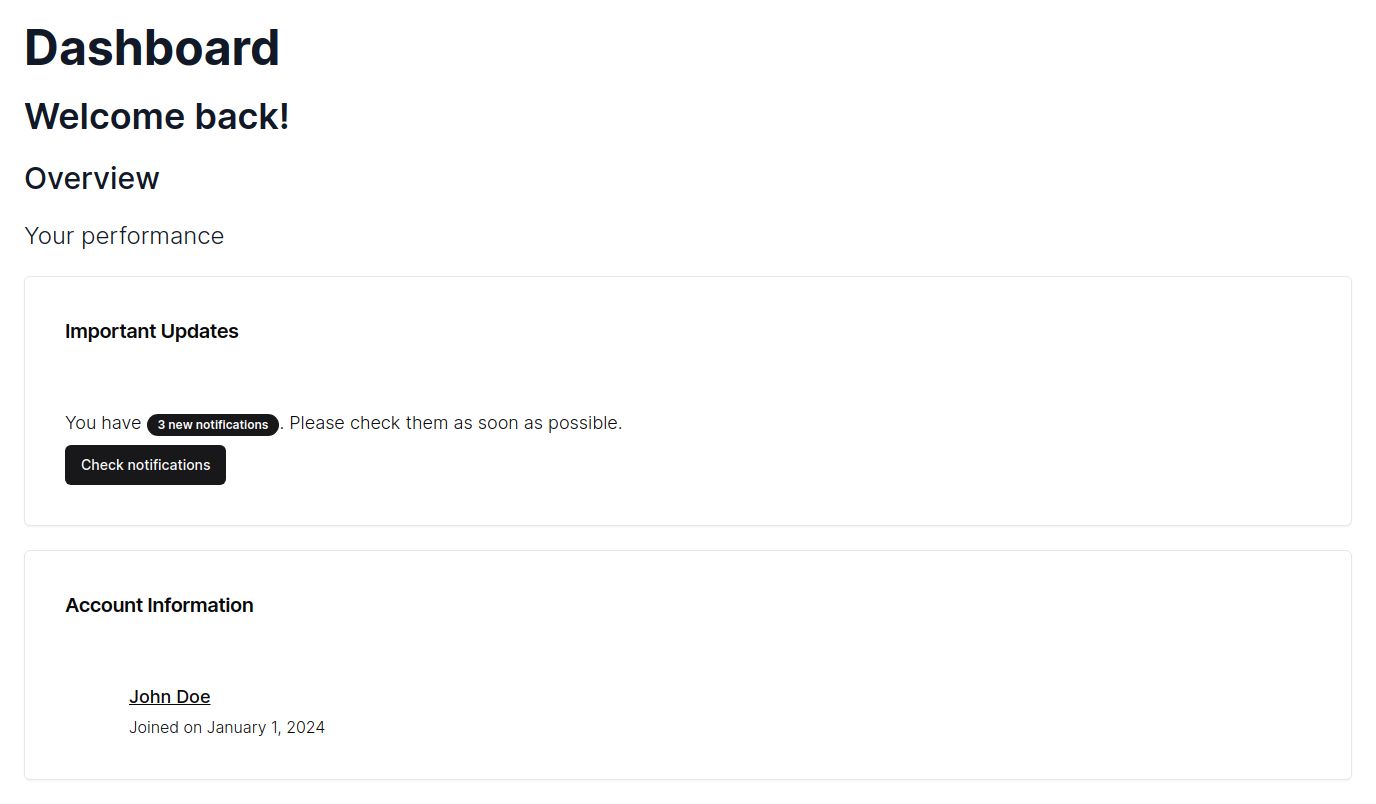 Dashboard
Welcome back!
Overview
Your performance
Important Updates
You have 3 new notifications. Please check them as soon as possible.
Check notifications
Account Information
John Doe
Joined on January 1, 2024